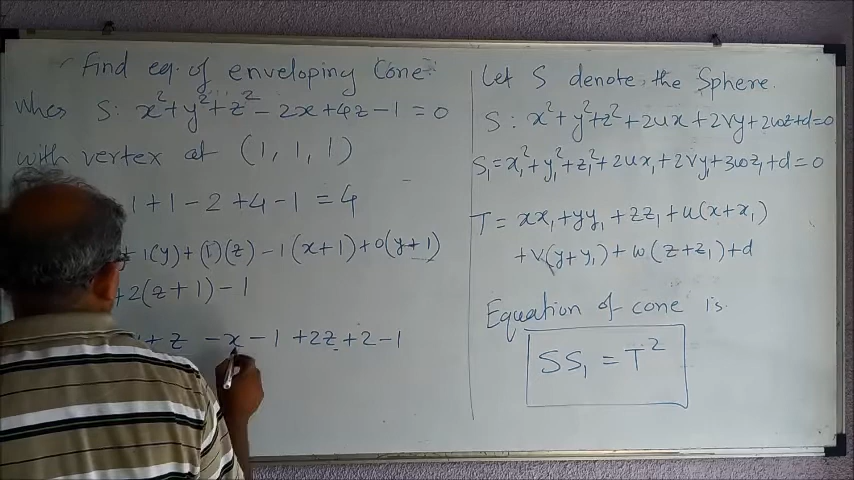 Find eq. of enveloping Cone
When S: x²+y²+z²-2x+4z-1=0
with vertex at (1,1,1)
1+1-2+4-1=4
+1(y)+(1)(z)-1(x+1)+0(y+1)
+2(z+1)-1
+z -x-1+2z+2-1
Let S denote the Sphere.
S: x²+y²+z²+2ux+2vy+2wz+d=0
S₁=x₁²+y₁²+z₁²+2ux₁+2vy₁+3wz₁+d=0
T=xx₁+yy₁+zz₁+u(x+x₁)
+v(y+y₁)+w(z+z₁)+d
Equation of cone is
SS₁=T²